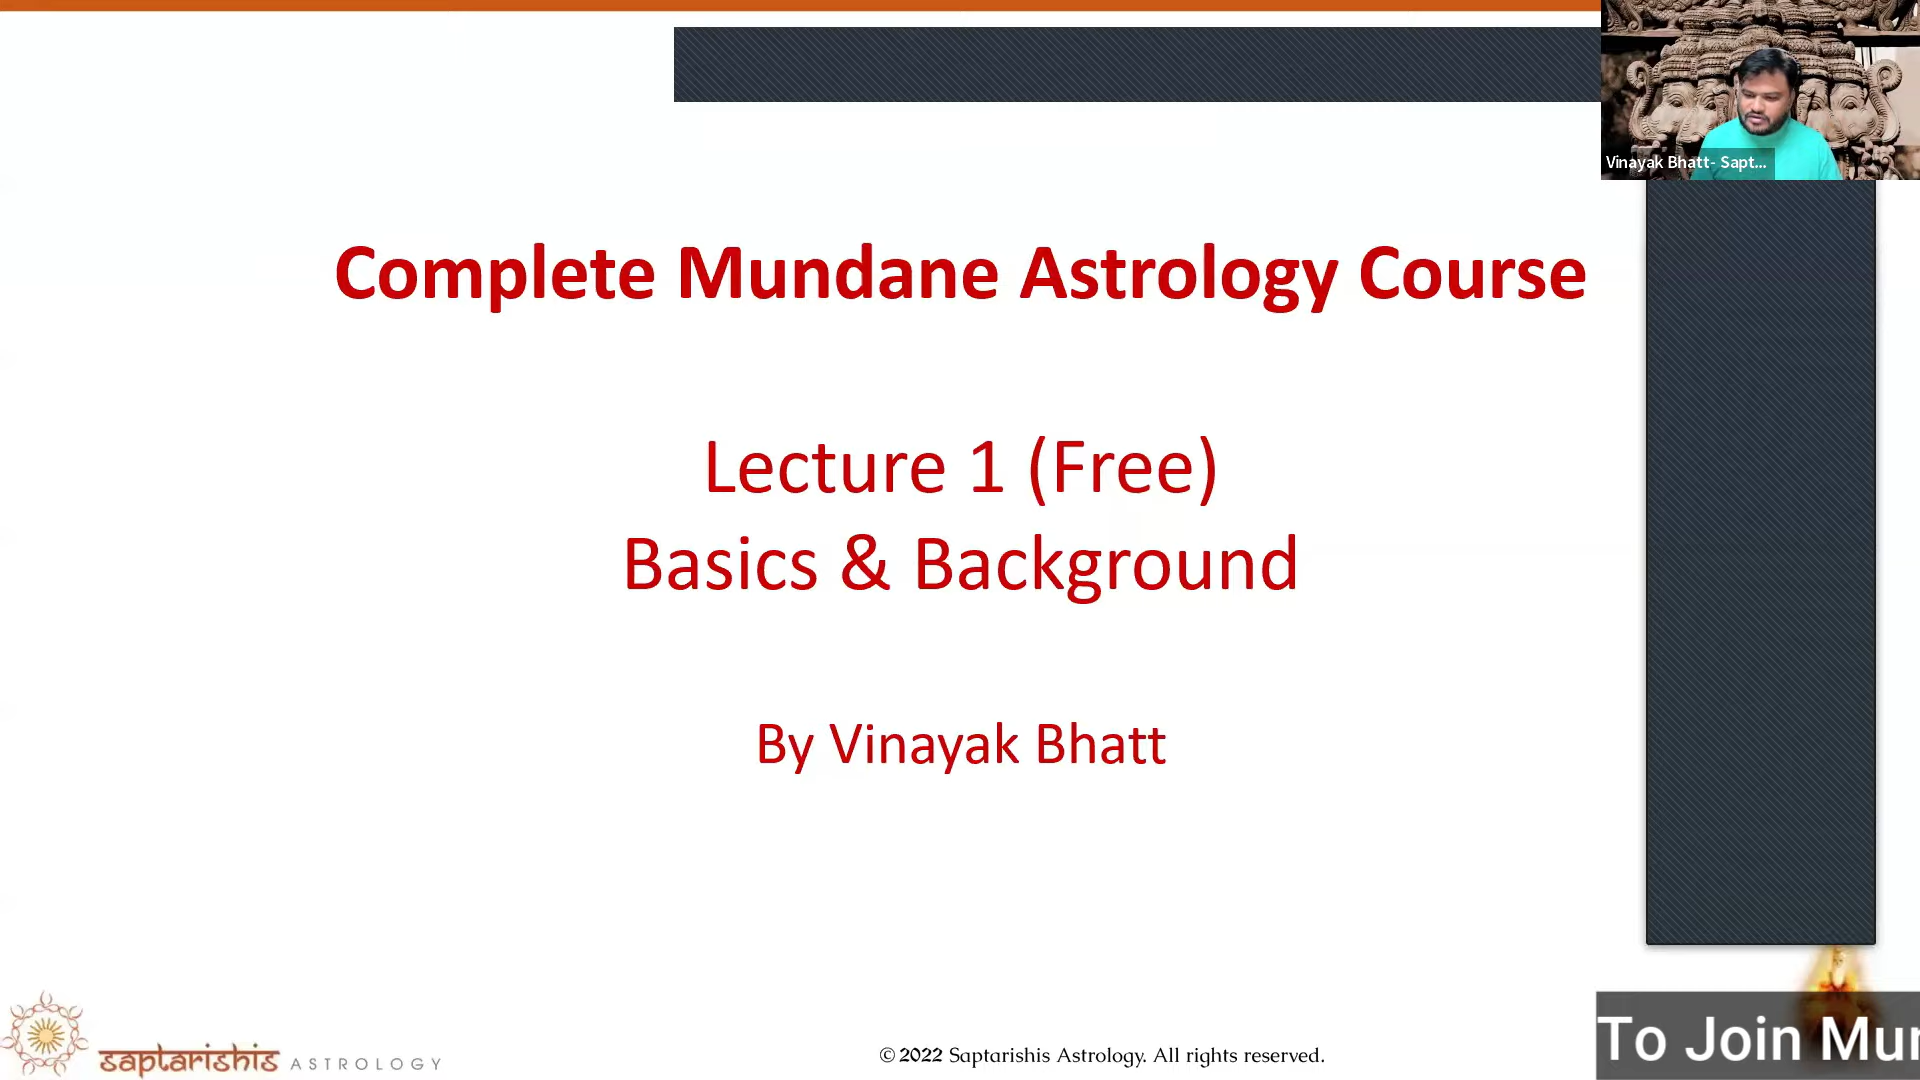 Vinayak Bhatt- Sapt...
Complete Mundane Astrology Course
Lecture 1 (Free)
Basics & Background
By Vinayak Bhatt
saptarishis ASTROLOGY
© 2022 Saptarishis Astrology. All rights reserved.
To Join Mun